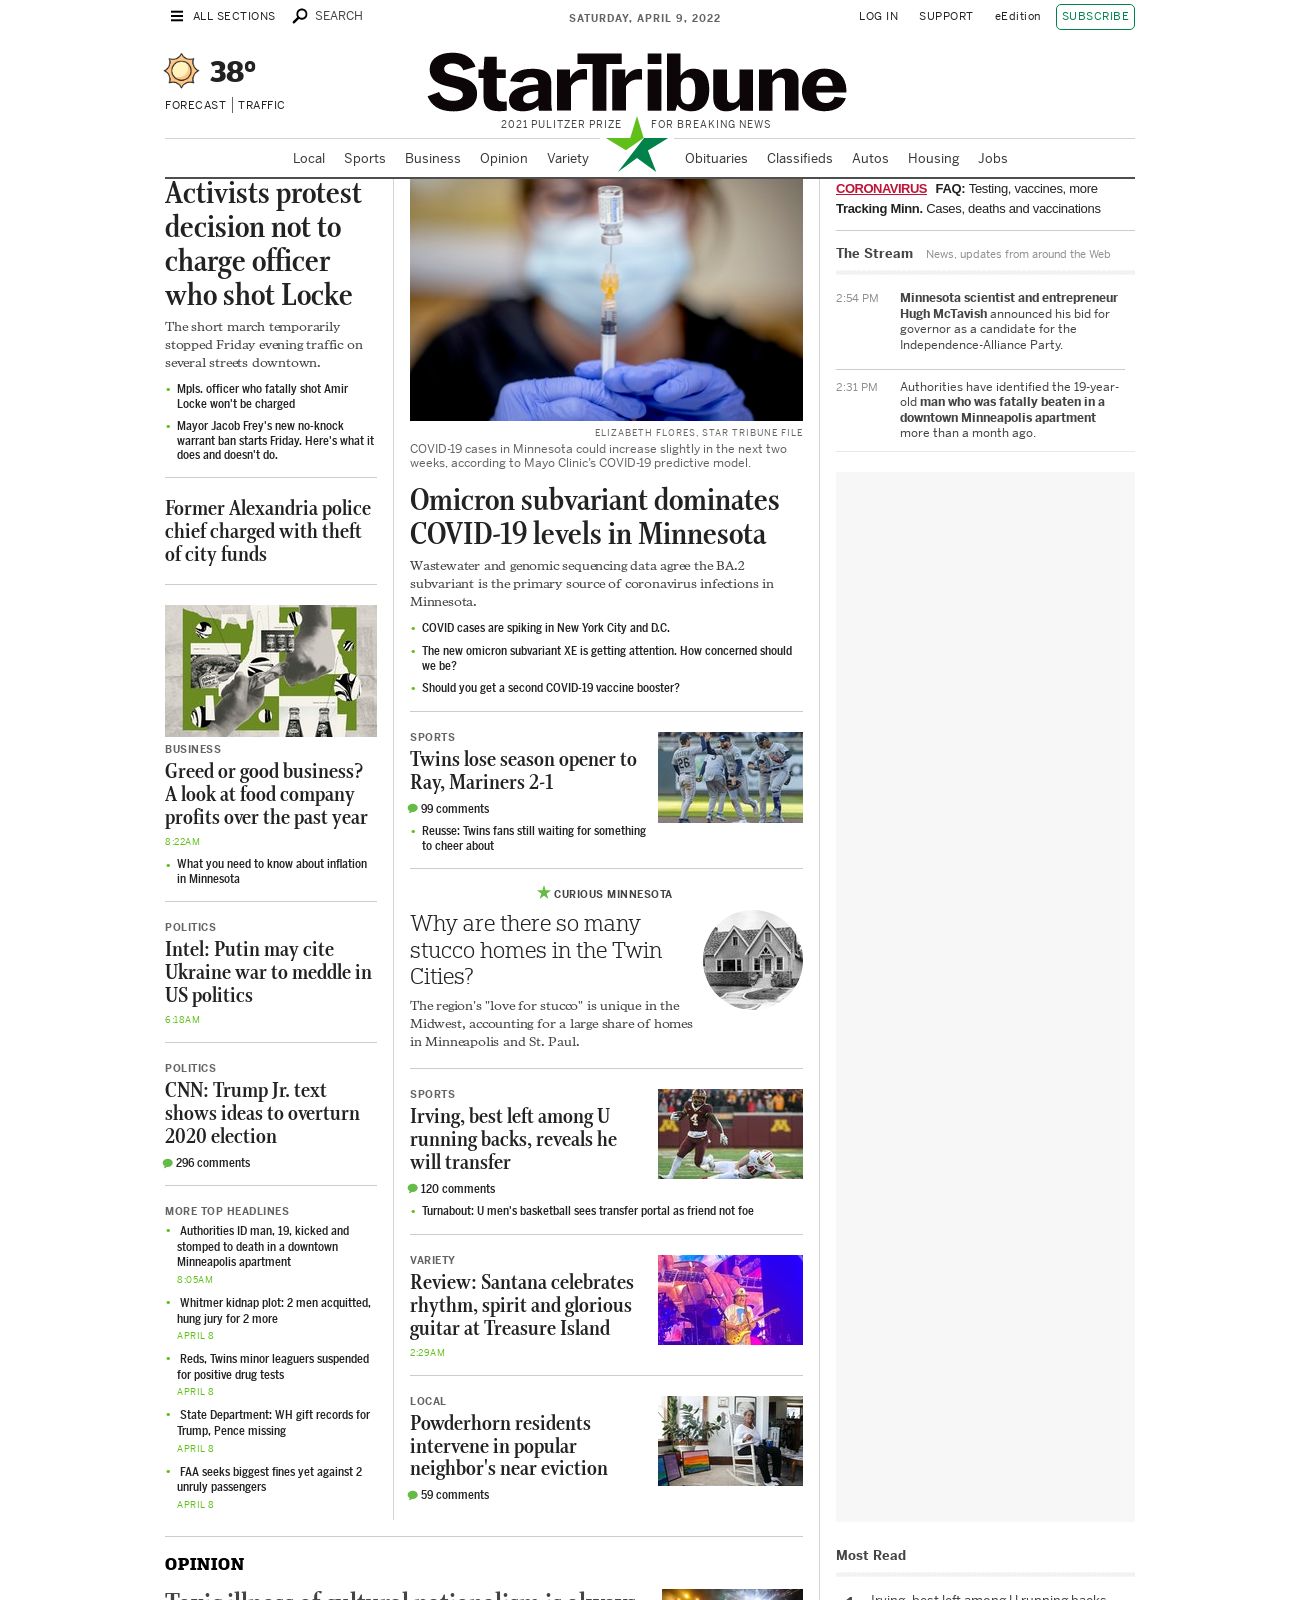 ALL SECTIONS
SEARCH
SATURDAY, APRIL 9, 2022
LOG IN
SUPPORT
eEdition
SUBSCRIBE
38°
FORECAST
TRAFFIC
StarTribune
2021 PULITZER PRIZE
FOR BREAKING NEWS
Local
Sports
Business
Opinion
Variety
Obituaries
Classifieds
Autos
Housing
Jobs
Activists protest
decision not to
charge officer
who shot Locke
The short march temporarily
stopped Friday evening traffic on
several streets downtown.
• Mpls. officer who fatally shot Amir
Locke won't be charged
• Mayor Jacob Frey's new no-knock
warrant ban starts Friday. Here's what it
does and doesn't do.
Former Alexandria police
chief charged with theft
of city funds
BUSINESS
Greed or good business?
A look at food company
profits over the past year
8:22AM
• What you need to know about inflation
in Minnesota
POLITICS
Intel: Putin may cite
Ukraine war to meddle in
US politics
6:18AM
POLITICS
CNN: Trump Jr. text
shows ideas to overturn
2020 election
296 comments
MORE TOP HEADLINES
• Authorities ID man, 19, kicked and
stomped to death in a downtown
Minneapolis apartment
8:05AM
• Whitmer kidnap plot: 2 men acquitted,
hung jury for 2 more
APRIL 8
• Reds, Twins minor leaguers suspended
for positive drug tests
APRIL 8
• State Department: WH gift records for
Trump, Pence missing
APRIL 8
• FAA seeks biggest fines yet against 2
unruly passengers
APRIL 8
ELIZABETH FLORES, STAR TRIBUNE FILE
COVID-19 cases in Minnesota could increase slightly in the next two
weeks, according to Mayo Clinic's COVID-19 predictive model.
Omicron subvariant dominates
COVID-19 levels in Minnesota
Wastewater and genomic sequencing data agree the BA.2
subvariant is the primary source of coronavirus infections in
Minnesota.
• COVID cases are spiking in New York City and D.C.
• The new omicron subvariant XE is getting attention. How concerned should
we be?
• Should you get a second COVID-19 vaccine booster?
SPORTS
Twins lose season opener to
Ray, Mariners 2-1
99 comments
• Reusse: Twins fans still waiting for something
to cheer about
CURIOUS MINNESOTA
Why are there so many
stucco homes in the Twin
Cities?
The region's "love for stucco" is unique in the
Midwest, accounting for a large share of homes
in Minneapolis and St. Paul.
SPORTS
Irving, best left among U
running backs, reveals he
will transfer
120 comments
• Turnabout: U men's basketball sees transfer portal as friend not foe
VARIETY
Review: Santana celebrates
rhythm, spirit and glorious
guitar at Treasure Island
2:29AM
LOCAL
Powderhorn residents
intervene in popular
neighbor's near eviction
59 comments
CORONAVIRUS FAQ: Testing, vaccines, more
Tracking Minn. Cases, deaths and vaccinations
The Stream News, updates from around the Web
2:54 PM
Minnesota scientist and entrepreneur
Hugh McTavish announced his bid for
governor as a candidate for the
Independence-Alliance Party.
2:31 PM
Authorities have identified the 19-year-
old man who was fatally beaten in a
downtown Minneapolis apartment
more than a month ago.
OPINION
Toxic illness of cultural nationalism is always
Most Read
1 Irving, best left among U running backs,